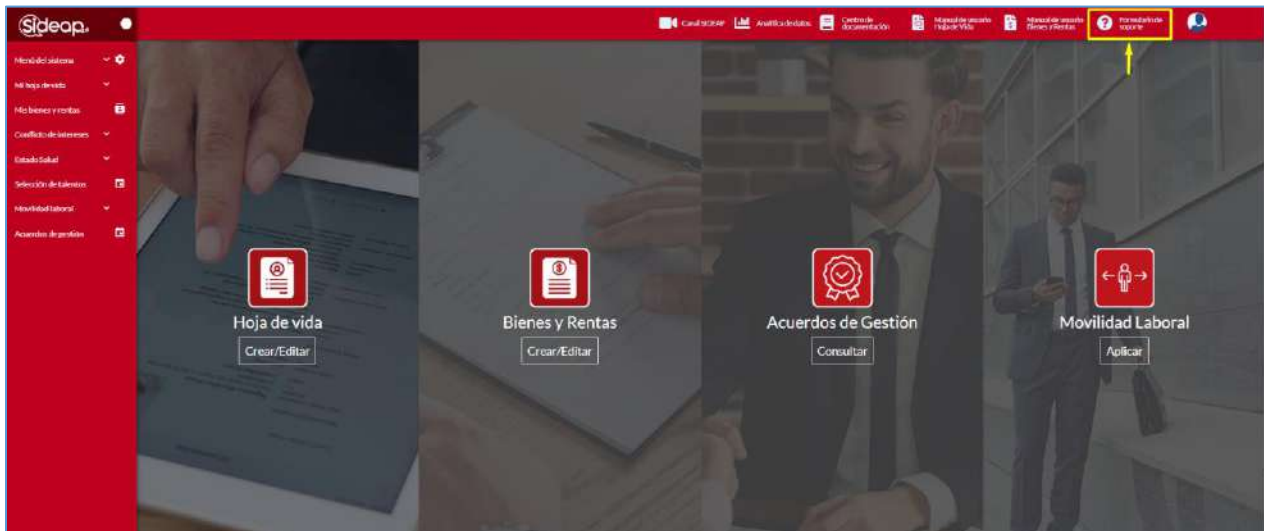 Sideap.
Canal SIDEAP
Analítica de datos
Centro de
documentación
Manual de usuario
Hoja de Vida
Manual de usuario
Bienes y Rentas
Formulario de
soporte
Menú del sistema
Mi hoja de vida
Mis bienes y rentas
Conflicto de intereses
Estado Salud
Selección de talentos
Movilidad laboral
Acuerdos de gestión
Hoja de vida
Crear/Editar
Bienes y Rentas
Crear/Editar
Acuerdos de Gestión
Consultar
Movilidad Laboral
Aplicar